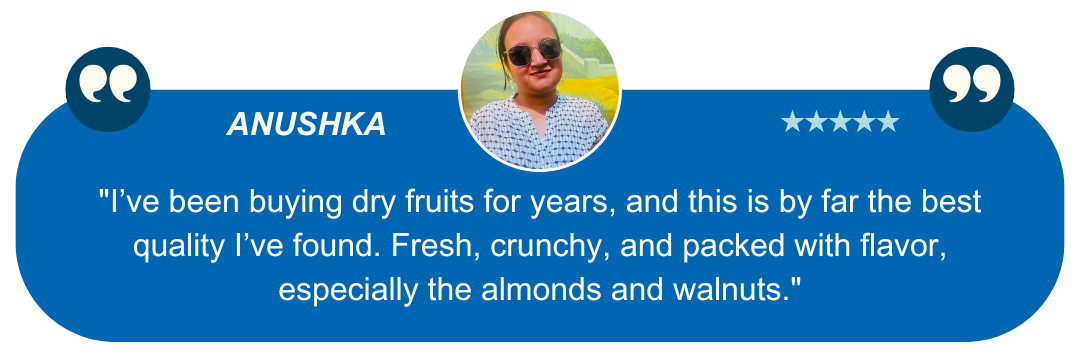 ANUSHKA
"I’ve been buying dry fruits for years, and this is by far the best
quality I’ve found. Fresh, crunchy, and packed with flavor,
especially the almonds and walnuts."